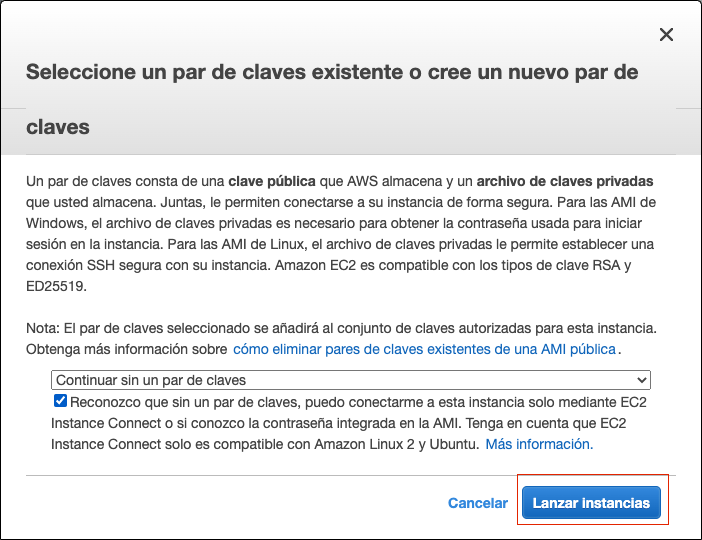 Seleccione un par de claves existente o cree un nuevo par de
claves
Un par de claves consta de una clave pública que AWS almacena y un archivo de claves privadas
que usted almacena. Juntas, le permiten conectarse a su instancia de forma segura. Para las AMI de
Windows, el archivo de claves privadas es necesario para obtener la contraseña usada para iniciar
sesión en la instancia. Para las AMI de Linux, el archivo de claves privadas le permite establecer una
conexión SSH segura con su instancia. Amazon EC2 es compatible con los tipos de clave RSA y
ED25519.
Nota: El par de claves seleccionado se añadirá al conjunto de claves autorizadas para esta instancia.
Obtenga más información sobre cómo eliminar pares de claves existentes de una AMI pública.
Continuar sin un par de claves
Reconozco que sin un par de claves, puedo conectarme a esta instancia solo mediante EC2
Instance Connect o si conozco la contraseña integrada en la AMI. Tenga en cuenta que EC2
Instance Connect solo es compatible con Amazon Linux 2 y Ubuntu. Más información.
Cancelar Lanzar instancias